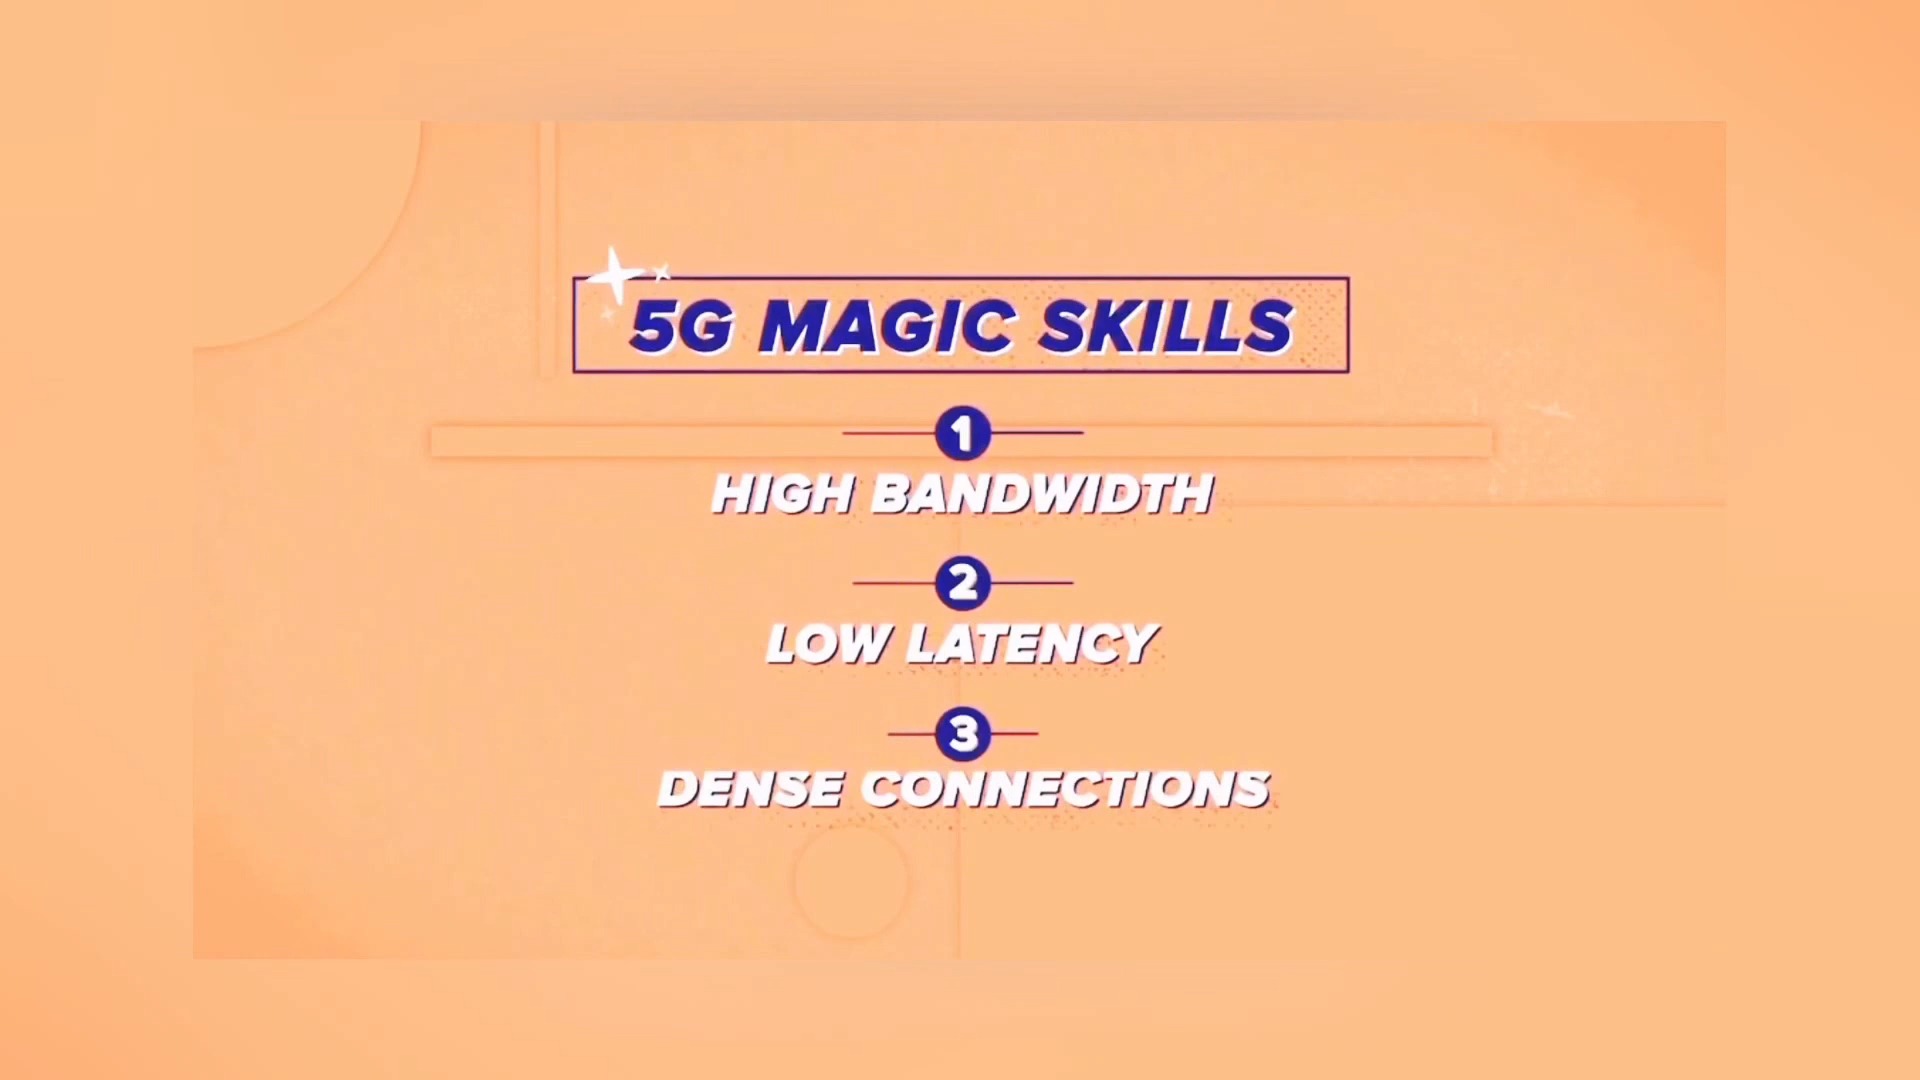 5G MAGIC SKILLS
1
HIGH BANDWIDTH
2
LOW LATENCY
3
DENSE CONNECTIONS